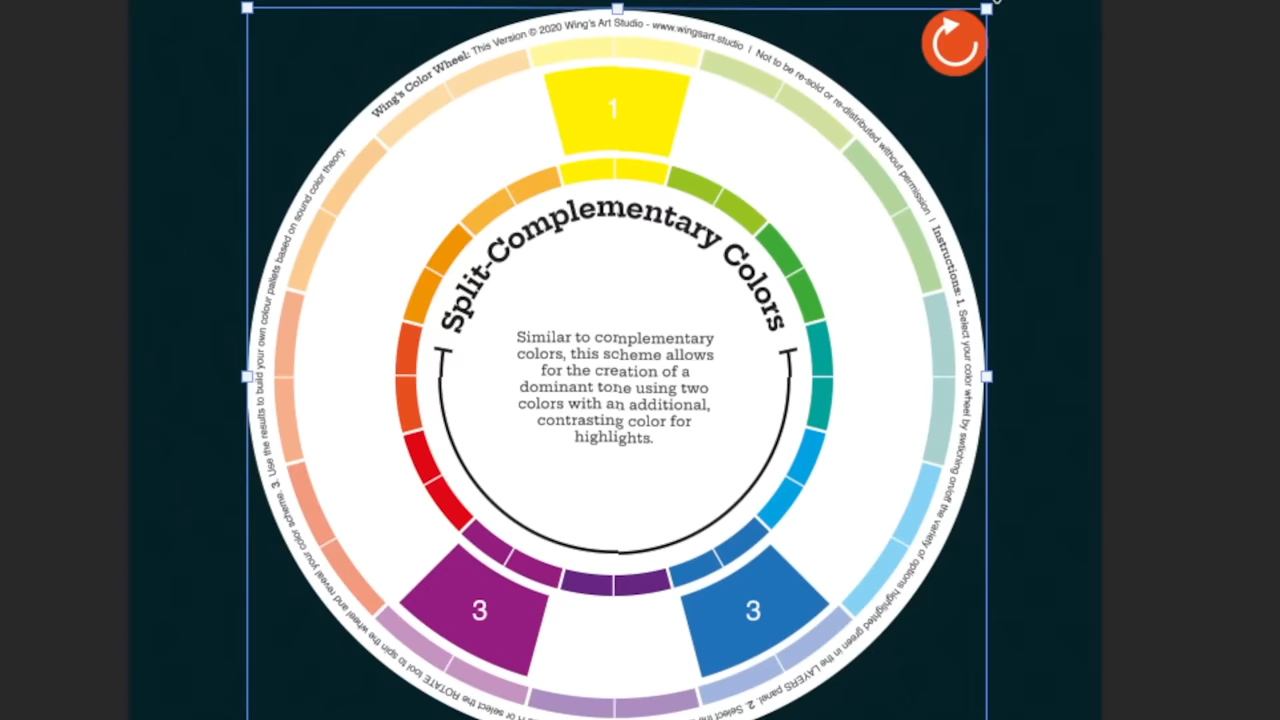 Wing's Color Wheel: This Version © 2020 Wing's Art Studio - www.wingsart.studio | Not to be re-sold or re-distributed without permission | Instructions: 1. Select your color wheel by switching on/off the variety of options highlighted green in the LAYERS panel. 2. Select the
or select the ROTATE tool to spin the wheel and reveal your color scheme. 3. Use the results to build your own colour pallets based on sound color theory.
1
Split-Complementary Colors
Similar to complementary
colors, this scheme allows
for the creation of a
dominant tone using two
colors with an additional,
contrasting color for
highlights.
3
3